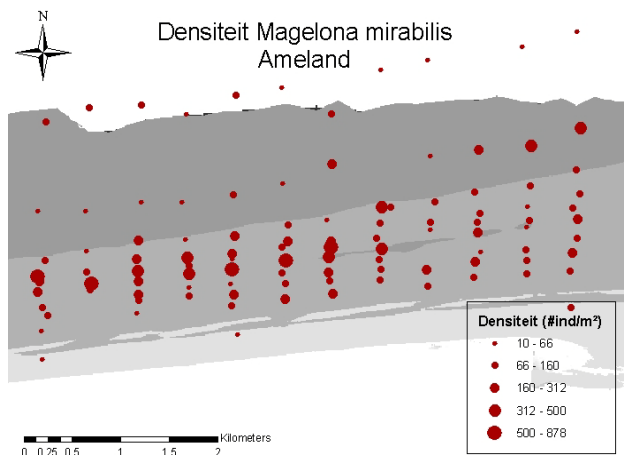 Densiteit Magelona mirabilis
Ameland
N
Densiteit (#ind/m²)
10 - 66
66 - 160
160 - 312
312 - 500
500 - 878
Kilometers
0 0.25 0.5 1 1.5 2